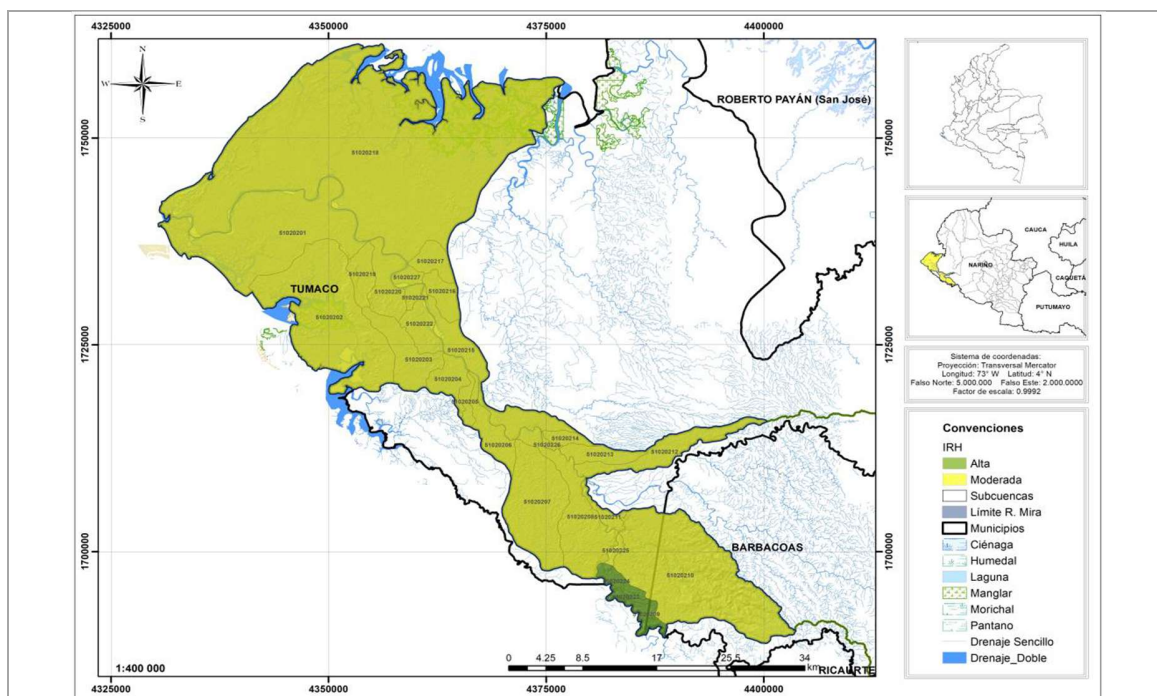 4325000 4350000 4375000 4400000
N
W E
S
ROBERTO PAYÁN (San José)
1750000 1750000
51020218
51020201
51020217
51020219
51020227
TUMACO
51020220
51020216
51020221
51020202
51020222
1725000 1725000
51020215
51020203
51020204
51020205
51020214
51020206
51020226
51020213
51020212
51020207
51020211
BARBACOAS
1700000 1700000
51020225
51020210
1:400 000
0 4.25 8.5 17 25.5 34
km
RICAURTE
4325000 4350000 4375000 4400000
CAUCA
HUILA
NARIÑO
CAQUETÁ
PUTUMAYO
Sistema de coordenadas:
Proyección: Transversal Mercator
Longitud: 73° W Latitud: 4° N
Falso Norte: 5.000.000 Falso Este: 2.000.0000
Factor de escala: 0.9992
Convenciones
IRH
Alta
Moderada
Subcuencas
Límite R. Mira
Municipios
Ciénaga
Humedal
Laguna
Manglar
Morichal
Pantano
Drenaje Sencillo
Drenaje_Doble